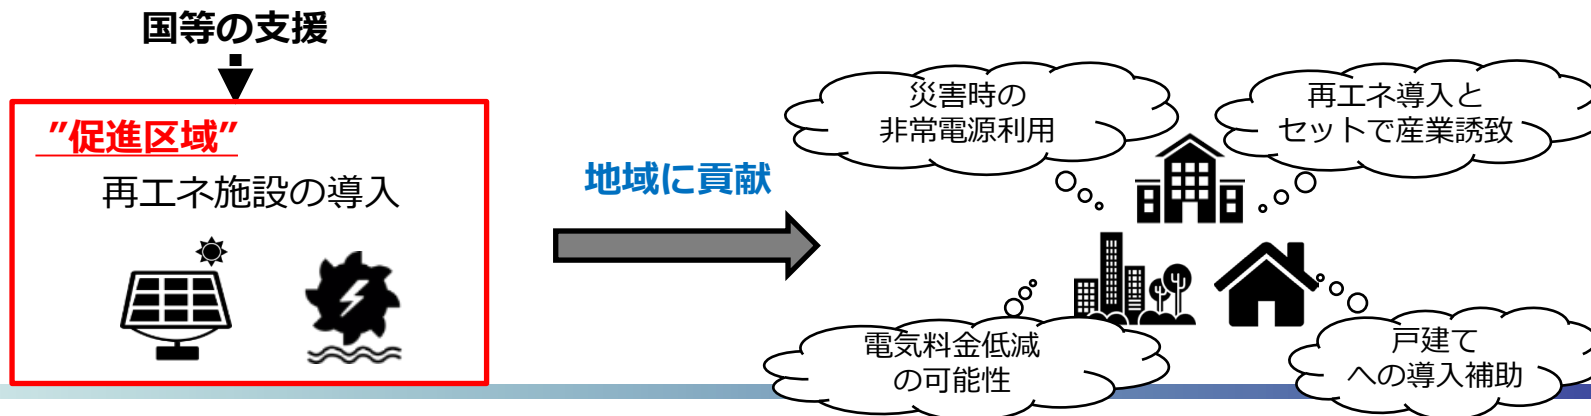 国等の支援
”促進区域”
再エネ施設の導入
地域に貢献
災害時の
非常電源利用
再エネ導入と
セットで産業誘致
電気料金低減
の可能性
戸建て
への導入補助